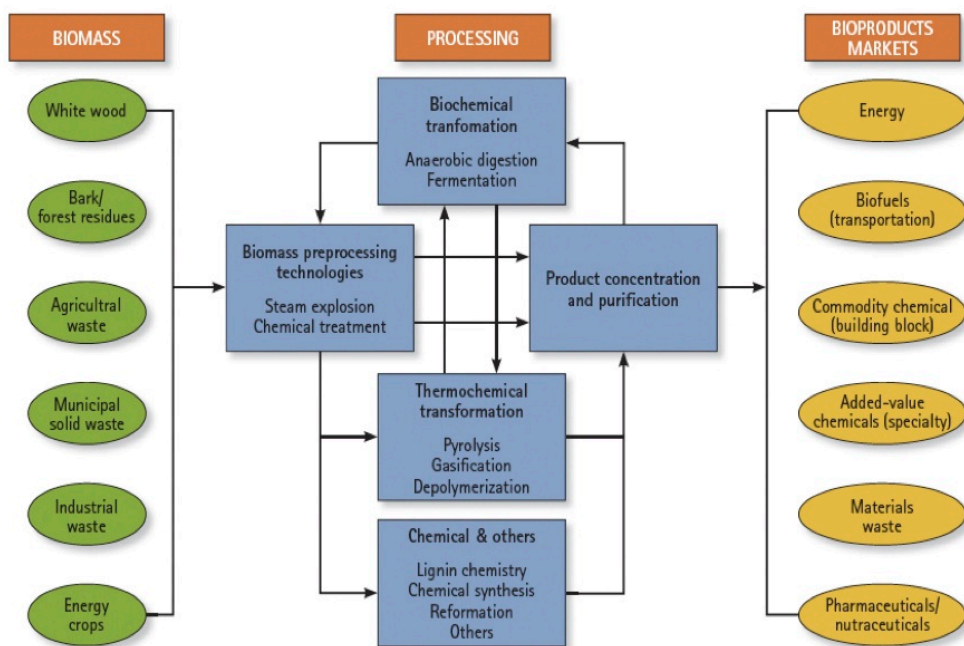 BIOMASS
White wood
Bark/
forest residues
Agricultral
waste
Municipal
solid waste
Industrial
waste
Energy
crops
PROCESSING
Biochemical
tranfomation
Anaerobic digestion
Fermentation
Biomass preprocessing
technologies
Steam explosion
Chemical treatment
Product concentration
and purification
Thermochemical
transformation
Pyrolysis
Gasification
Depolymerization
Chemical & others
Lignin chemistry
Chemical synthesis
Reformation
Others
BIOPRODUCTS
MARKETS
Energy
Biofuels
(transportation)
Commodity chemical
(building block)
Added-value
chemicals (specialty)
Materials
waste
Pharmaceuticals/
nutraceuticals